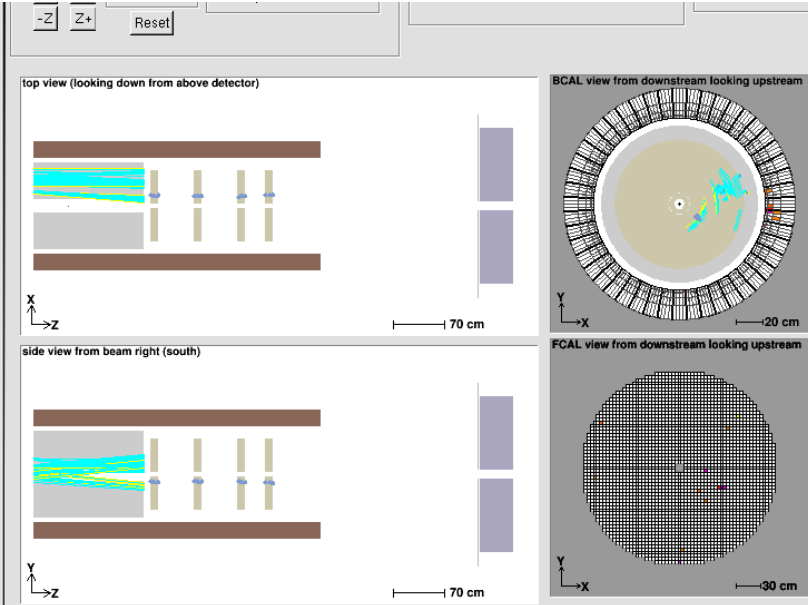 -Z Z+ Reset
top view (looking down from above detector)
BCAL view from downstream looking upstream
X
Z
70 cm
Y
X
20 cm
side view from beam right (south)
FCAL view from downstream looking upstream
Y
Z
70 cm
Y
X
30 cm